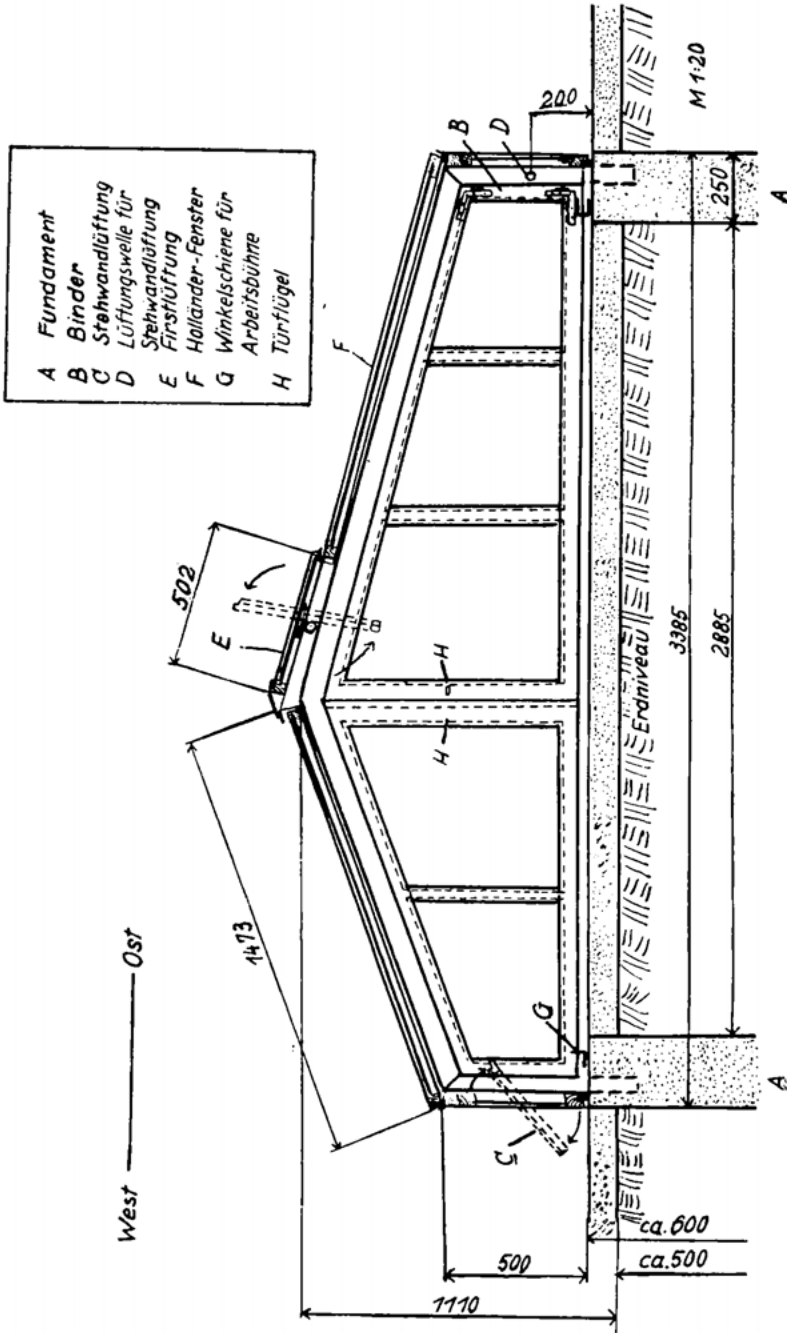 A Fundament
B Binder
C Stehwandlüftung
D Lüftungswelle für
Stehwandlüftung
E Firstlüftung
F Holländer-Fenster
G Winkelschiene für
Arbeitsbühne
H Türflügel
West Ost
1473
502
E
F
B
D
200
H
H
C
G
M 1:20
Erdniveau
250
A
A
3385
2885
500
1110
ca.600
ca.500